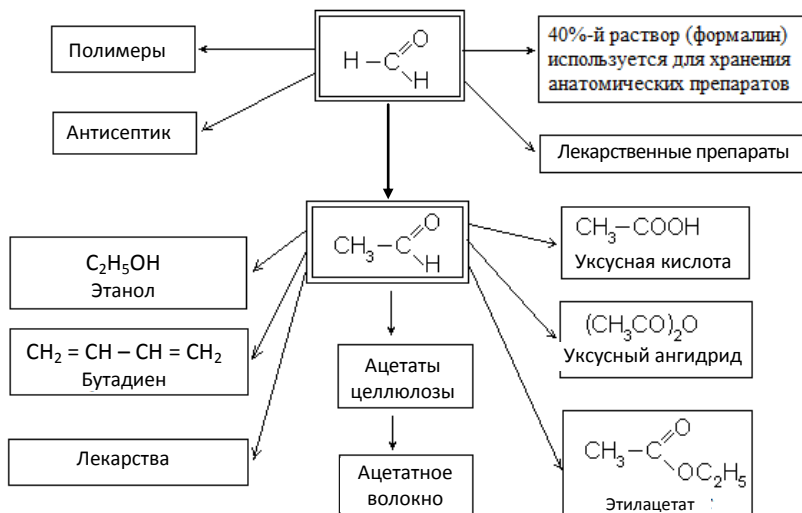 Полимеры
H – C
O
H
40%-й раствор (формалин)
используется для хранения
анатомических препаратов
Антисептик
Лекарственные препараты
CH₃ – C
O
H
CH₃–COOH
Уксусная кислота
C₂H₅OH
Этанол
(CH₃CO)₂O
Уксусный ангидрид
CH₂ = CH – CH = CH₂
Бутадиен
Ацетаты
целлюлозы
Лекарства
Ацетатное
волокно
CH₃ – C
O
OC₂H₅
Этилацетат